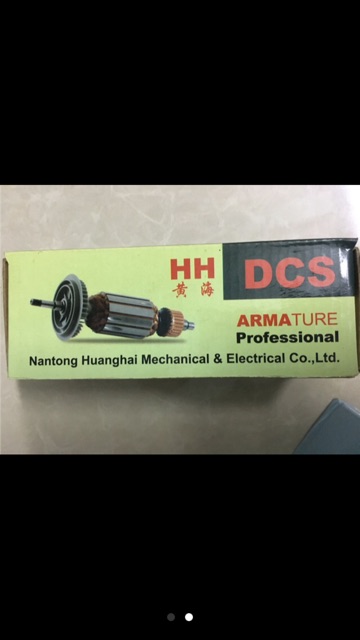 HH
黄 海
DCS
ARMATURE
Professional
Nantong Huanghai Mechanical & Electrical Co.,Ltd.